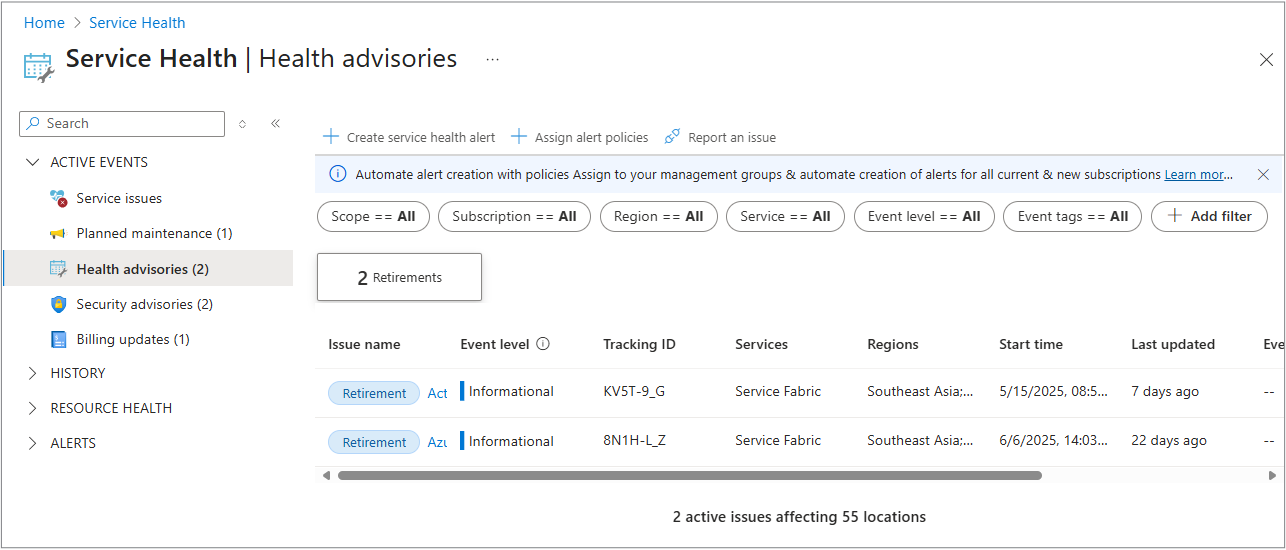 Home > Service Health
Service Health | Health advisories ...
Search
Create service health alert Assign alert policies Report an issue
Automate alert creation with policies Assign to your management groups & automate creation of alerts for all current & new subscriptions Learn mor...
ACTIVE EVENTS
Service issues
Planned maintenance (1)
Health advisories (2)
Security advisories (2)
Billing updates (1)
HISTORY
RESOURCE HEALTH
ALERTS
Scope == All Subscription == All Region == All Service == All Event level == All Event tags == All Add filter
2 Retirements
Issue name Event level Tracking ID Services Regions Start time Last updated Eve
Retirement Act Informational KV5T-9_G Service Fabric Southeast Asia;... 5/15/2025, 08:5... 7 days ago --
Retirement Azu Informational 8N1H-L_Z Service Fabric Southeast Asia;... 6/6/2025, 14:03... 22 days ago --
2 active issues affecting 55 locations